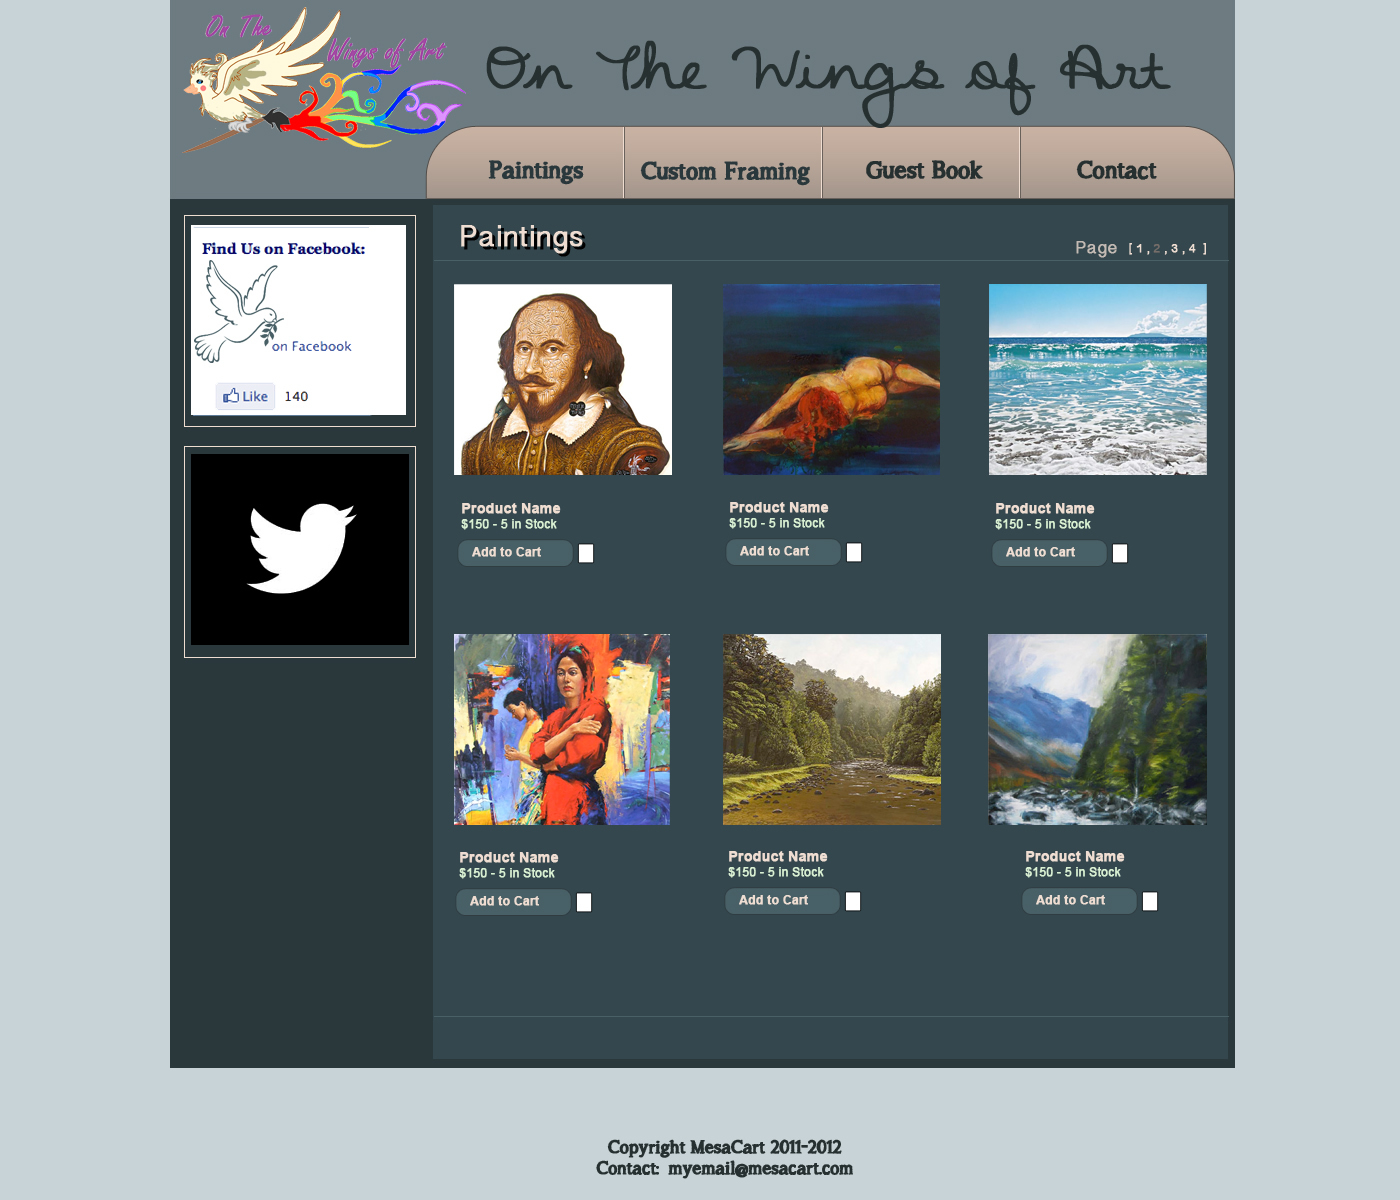 On The
Wings of Art
On The Wings of Art
Paintings
Custom Framing
Guest Book
Contact
Find Us on Facebook:
on Facebook
Like
140
Paintings
Page [ 1 , 2 , 3 , 4 ]
Product Name
$150 - 5 in Stock
Add to Cart
Product Name
$150 - 5 in Stock
Add to Cart
Product Name
$150 - 5 in Stock
Add to Cart
Product Name
$150 - 5 in Stock
Add to Cart
Product Name
$150 - 5 in Stock
Add to Cart
Product Name
$150 - 5 in Stock
Add to Cart
Copyright MesaCart 2011-2012
Contact: myemail@mesacart.com